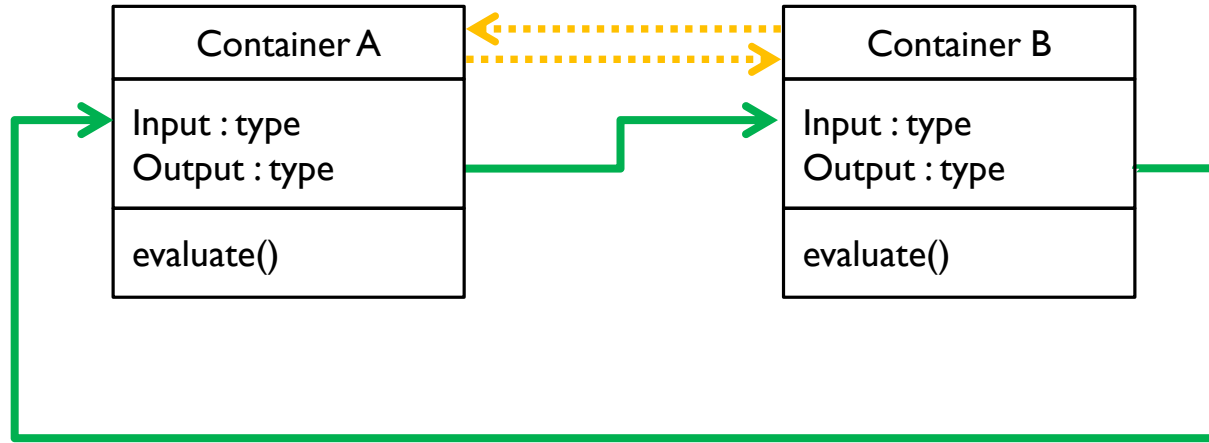 Container A
Input : type
Output : type
evaluate()
Container B
Input : type
Output : type
evaluate()